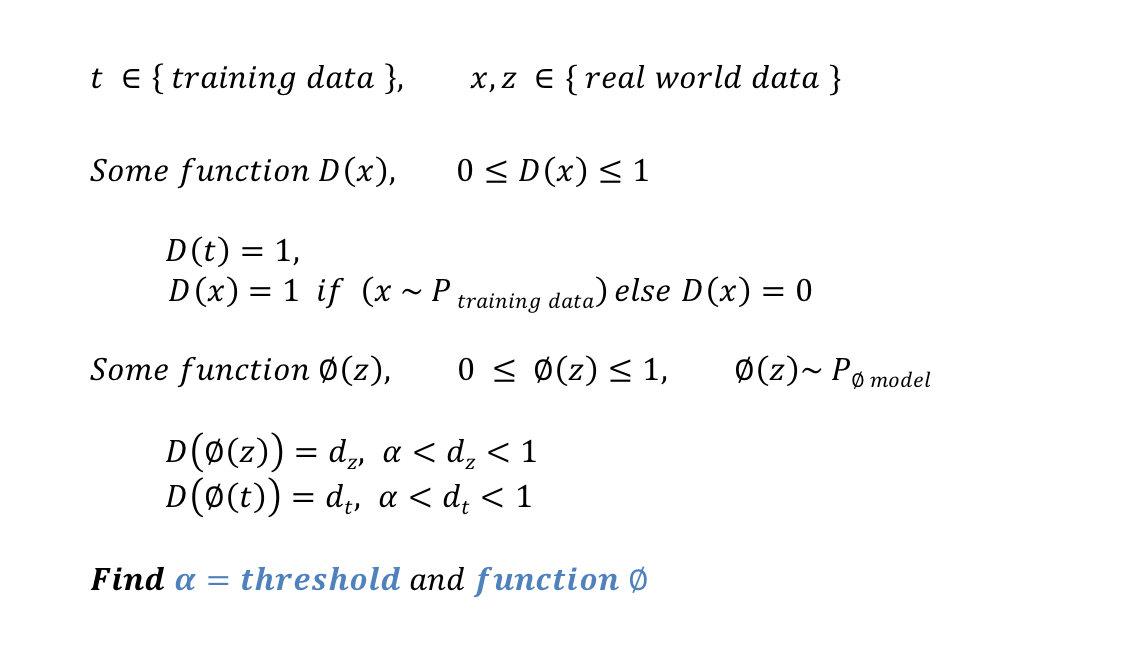 t ∈ { training data }, x, z ∈ { real world data }
Some function D(x), 0 ≤ D(x) ≤ 1
D(t) = 1,
D(x) = 1 if (x ~ P training data) else D(x) = 0
Some function ∅(z), 0 ≤ ∅(z) ≤ 1, ∅(z)~ P∅ model
D(∅(z)) = dz, α < dz < 1
D(∅(t)) = dt, α < dt < 1
Find α = threshold and function ∅